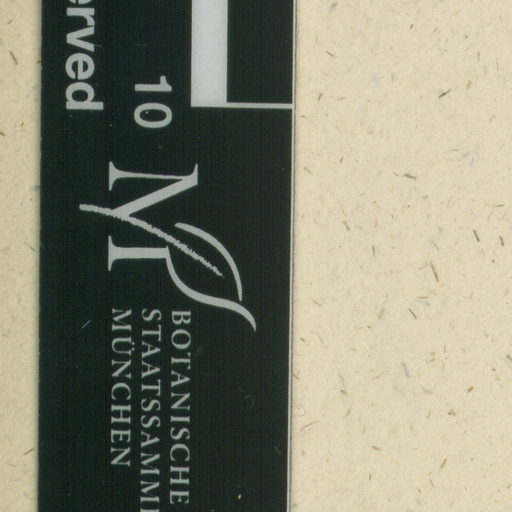 erved
10
M
BOTANISCHE
STAATSSAMM
MÜNCHEN